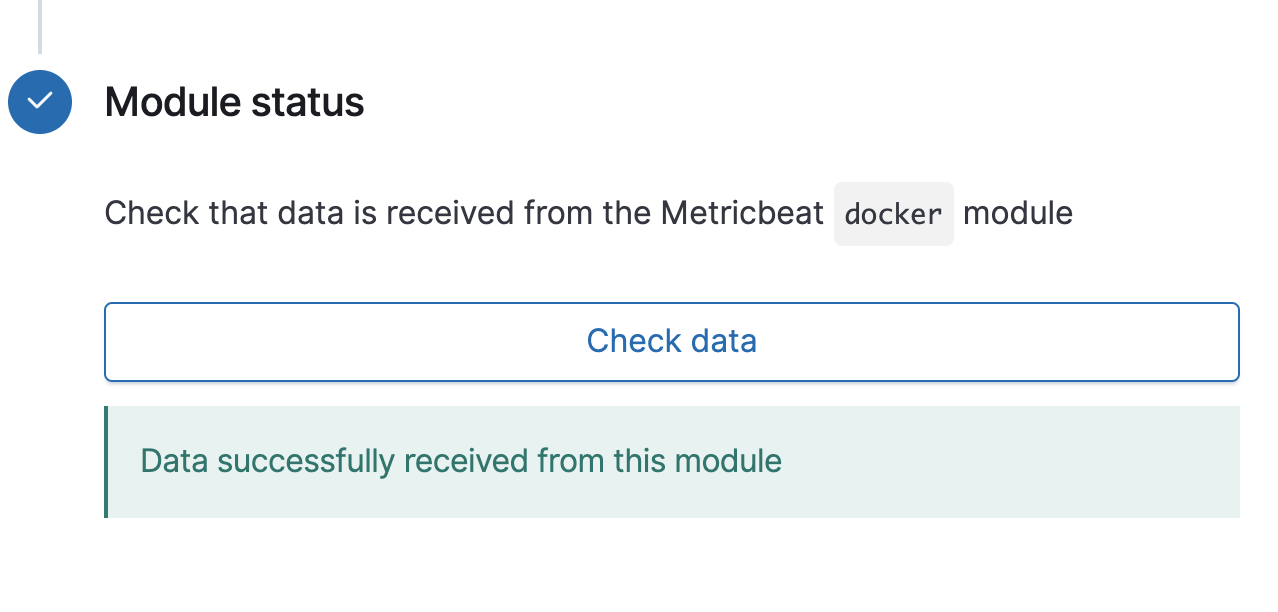 Module status
Check that data is received from the Metricbeat docker module
Check data
Data successfully received from this module